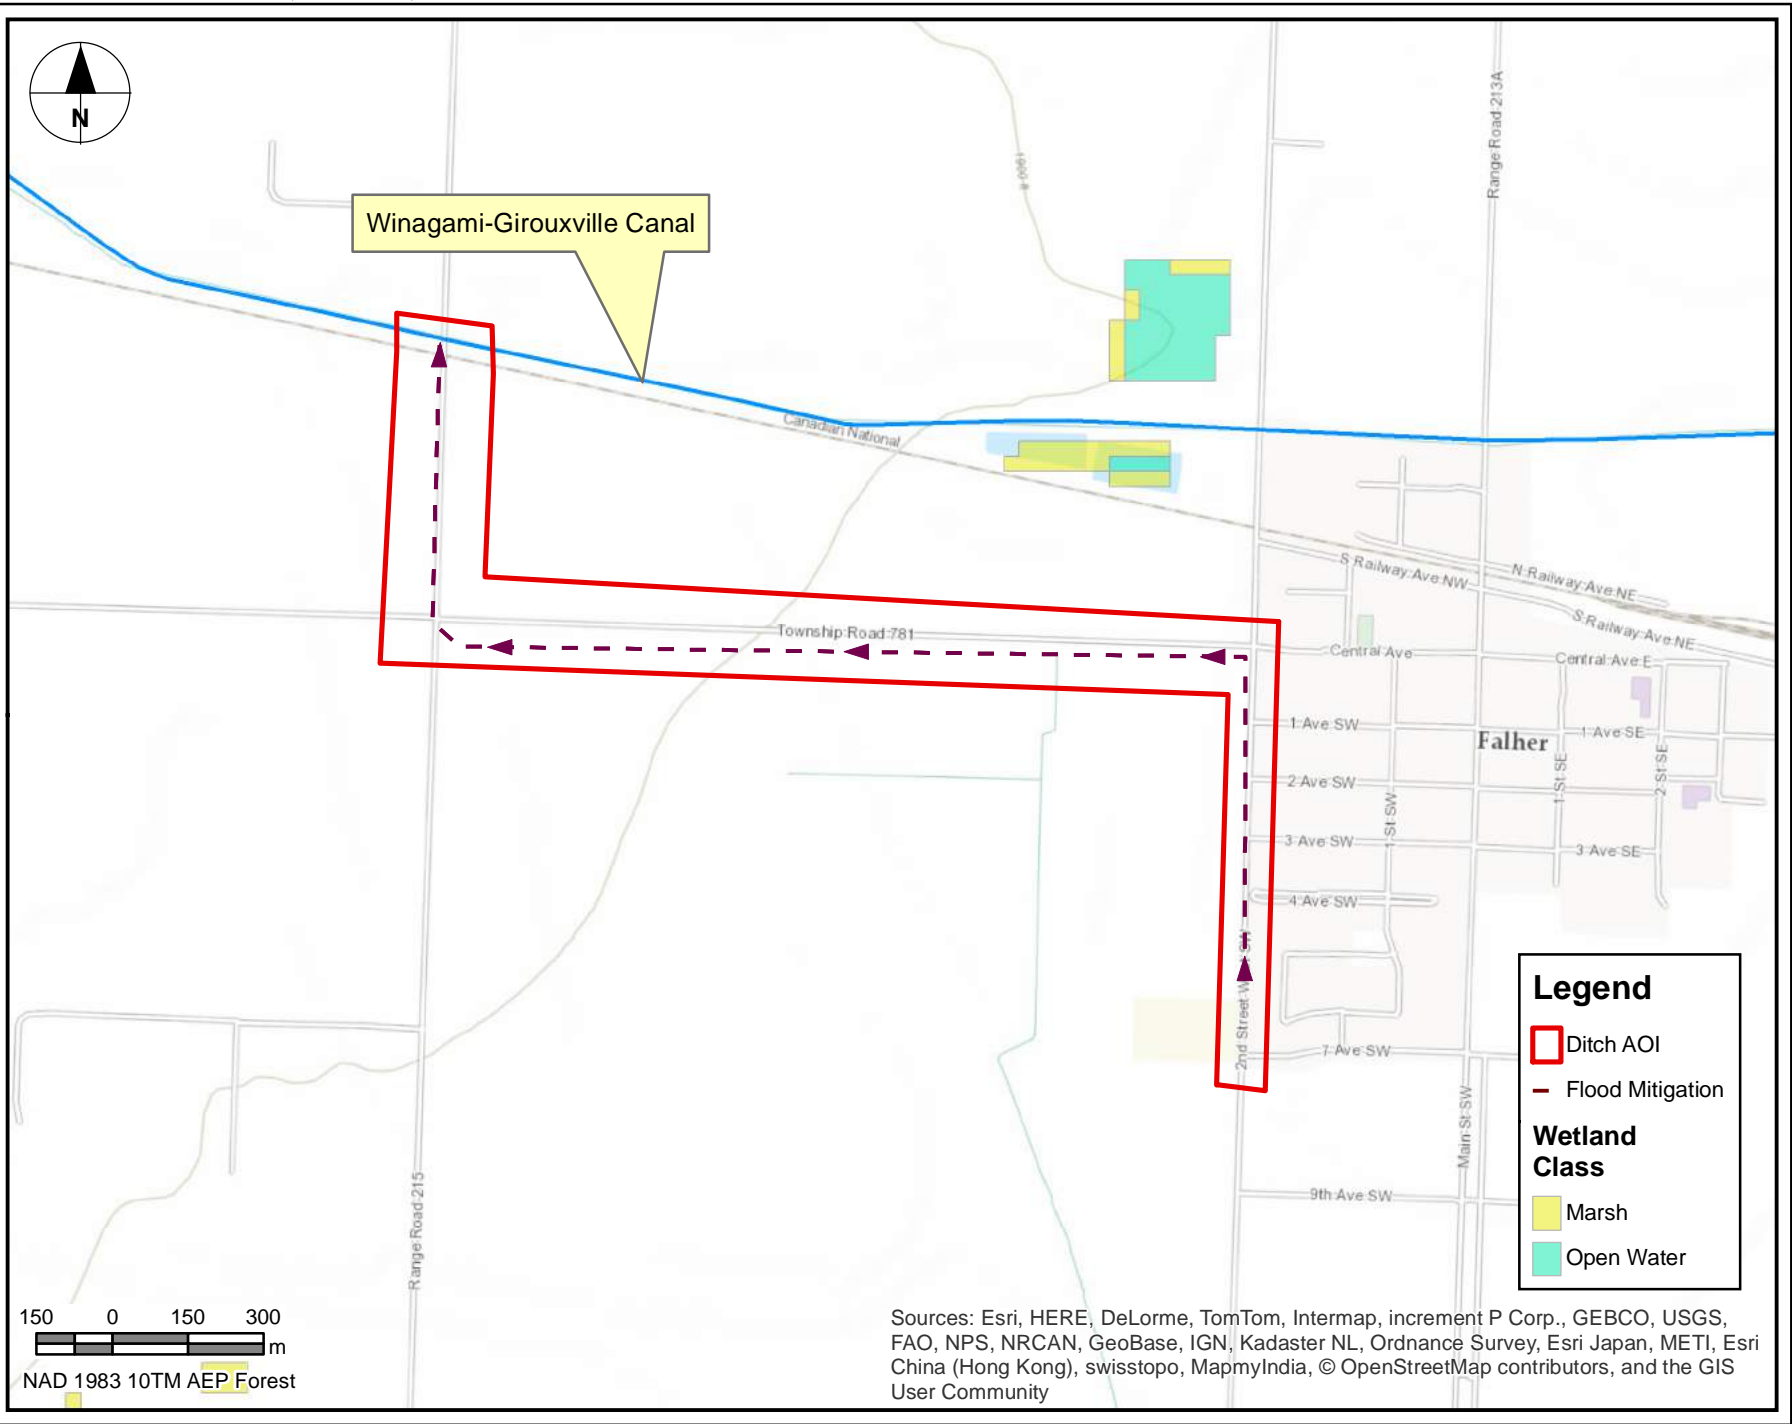 N
1900 ft
Range Road 213A
Winagami-Girouxville Canal
Canadian National
S Railway Ave NW
N Railway Ave NE
S Railway Ave NE
Township Road 781
Central Ave
Central Ave E
1 Ave SW
Falher
1 Ave SE
2 Ave SW
1 St SE
2 St SE
1 St SW
3 Ave SW
3 Ave SE
4 Ave SW
2nd Street W
7 Ave SW
Main St SW
9th Ave SW
Range Road 215
Legend
Ditch AOI
Flood Mitigation
Wetland
Class
Marsh
Open Water
150 0 150 300
m
NAD 1983 10TM AEP Forest
Sources: Esri, HERE, DeLorme, TomTom, Intermap, increment P Corp., GEBCO, USGS,
FAO, NPS, NRCAN, GeoBase, IGN, Kadaster NL, Ordnance Survey, Esri Japan, METI, Esri
China (Hong Kong), swisstopo, MapmyIndia, © OpenStreetMap contributors, and the GIS
User Community